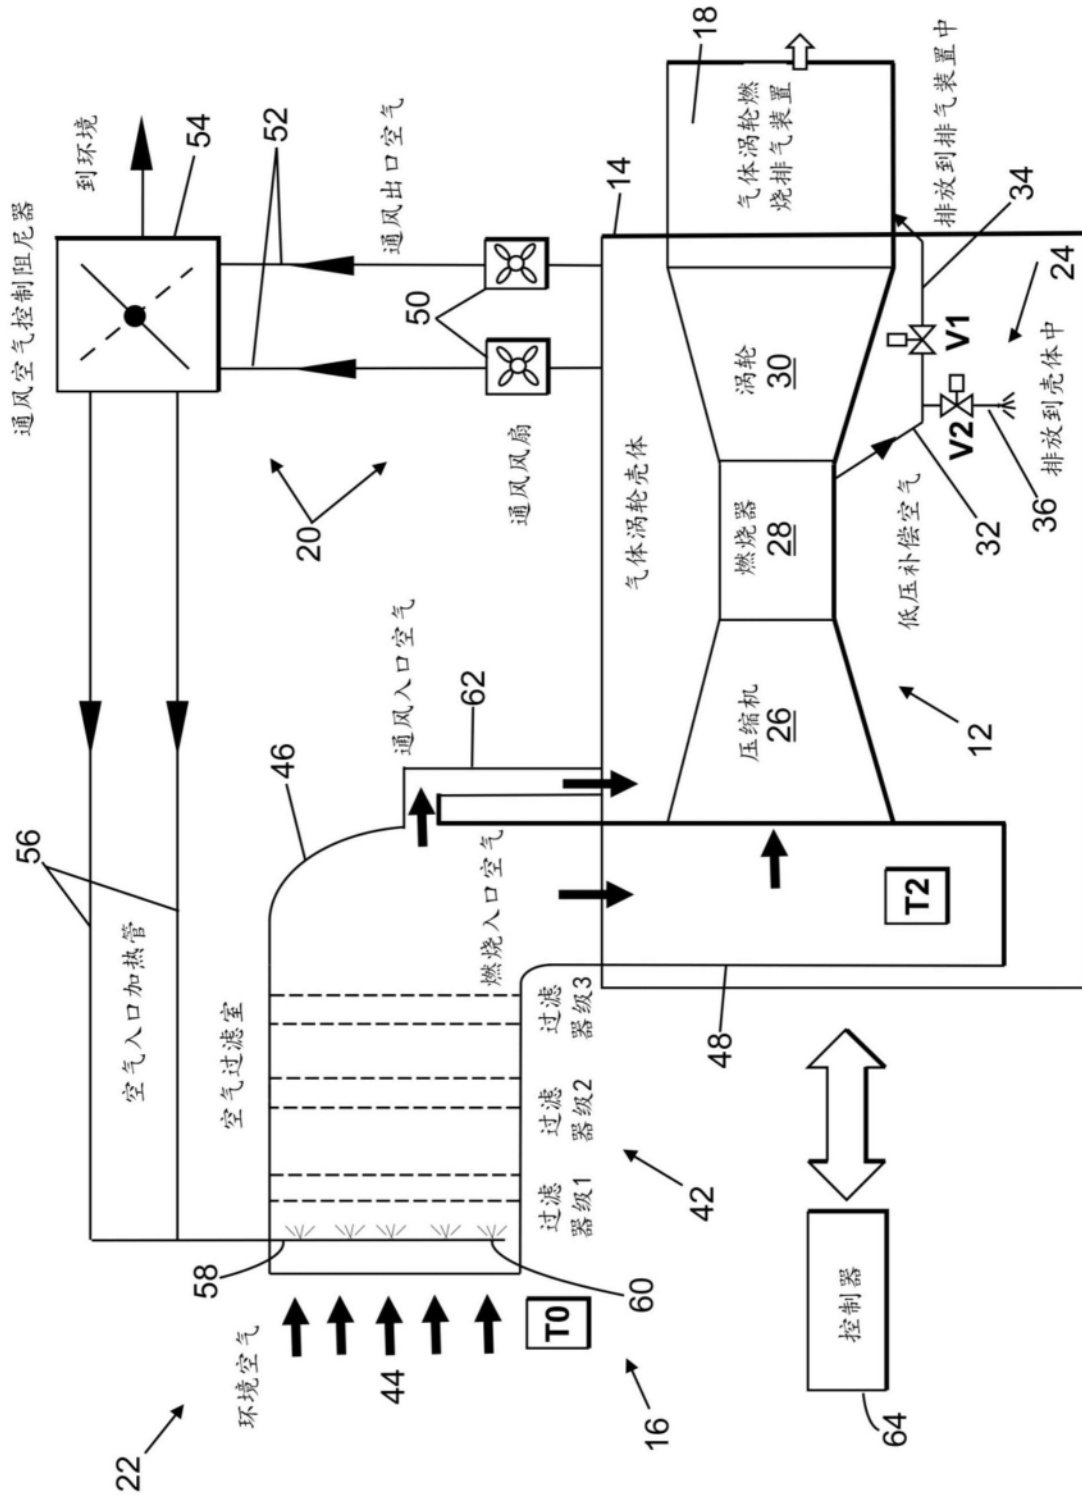 通风空气控制阻尼器
56
到环境
22
空气入口加热管
54
58
空气过滤室
环境空气
52
46
20
44
通风入口空气
通风出口空气
50
62
燃烧入口空气
通风风扇
T0
过滤
器级1
过滤
器级2
过滤
器级3
60
14
气体涡轮壳体
16
42
48
18
气体涡轮燃
烧排气装置
压缩机
26
燃烧器
28
涡轮
30
控制器
64
T2
低压补偿空气
排放到排气装置中
V1
V2
12
32
34
36
排放到壳体中
24